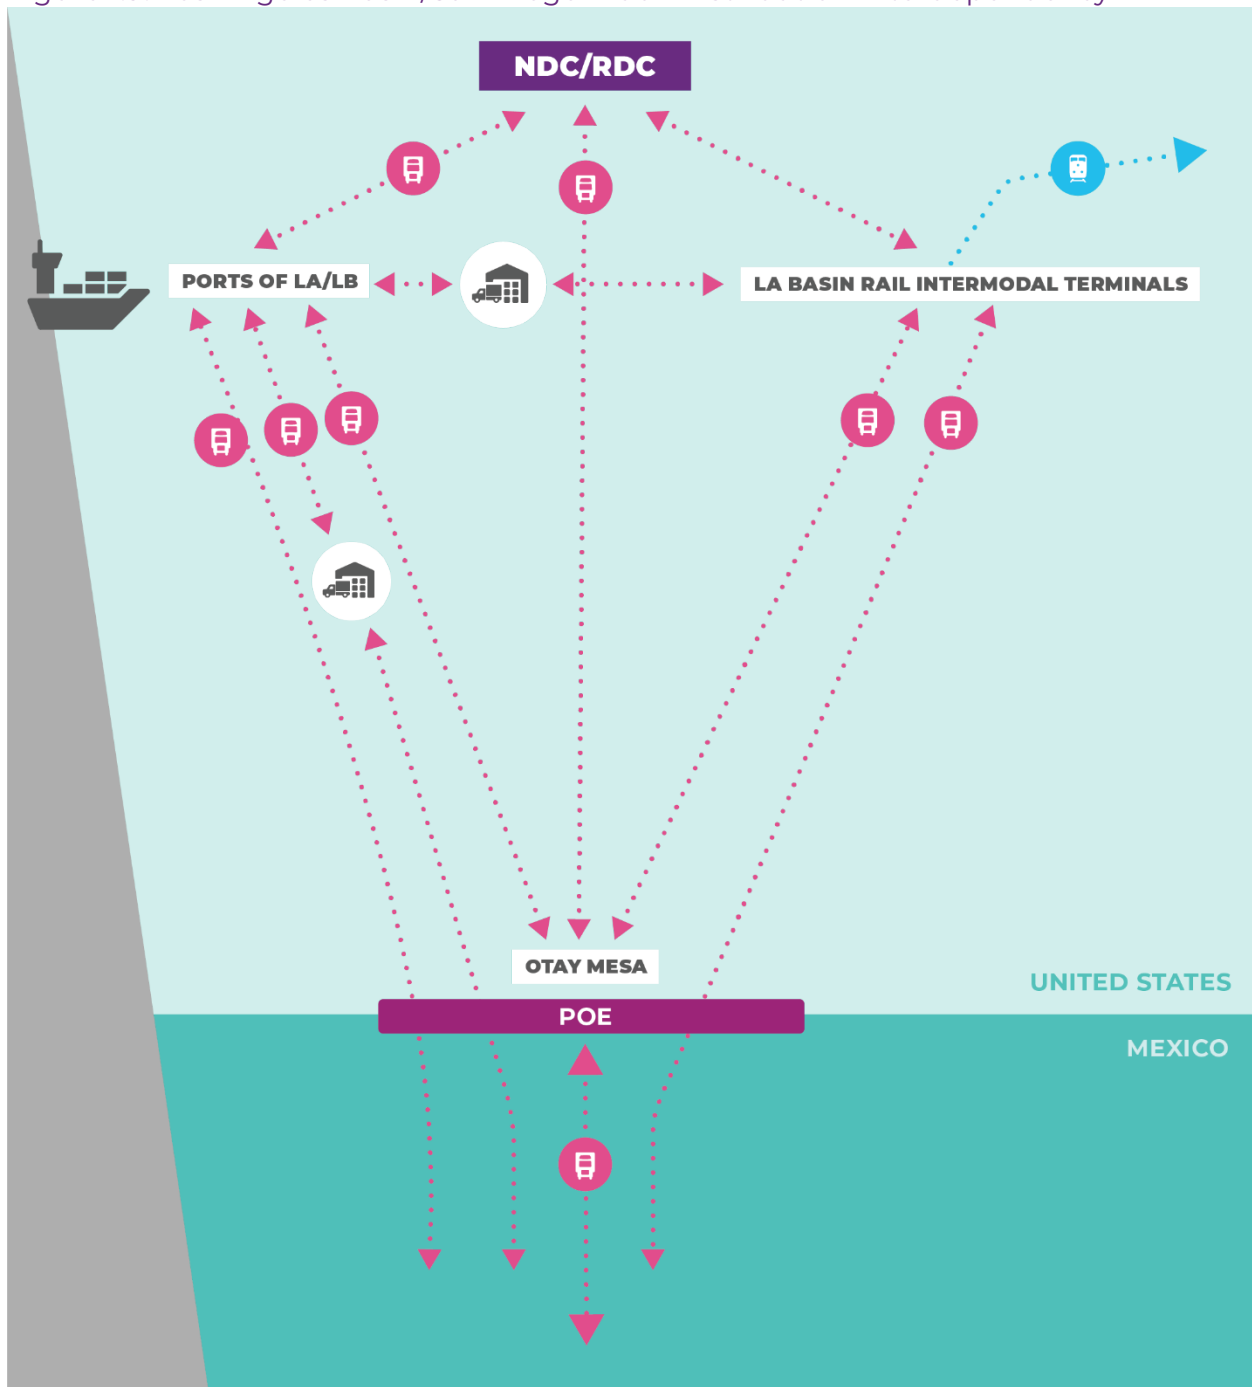 NDC/RDC
PORTS OF LA/LB
LA BASIN RAIL INTERMODAL TERMINALS
OTAY MESA
UNITED STATES
POE
MEXICO